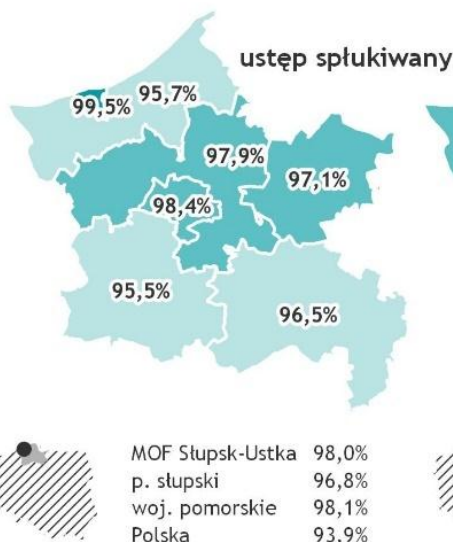 ustęp spłukiwany
99,5%
95,7%
97,9%
97,1%
98,4%
95,5%
96,5%
MOF Słupsk-Ustka 98,0%
p. słupski 96,8%
woj. pomorskie 98,1%
Polska 93,9%